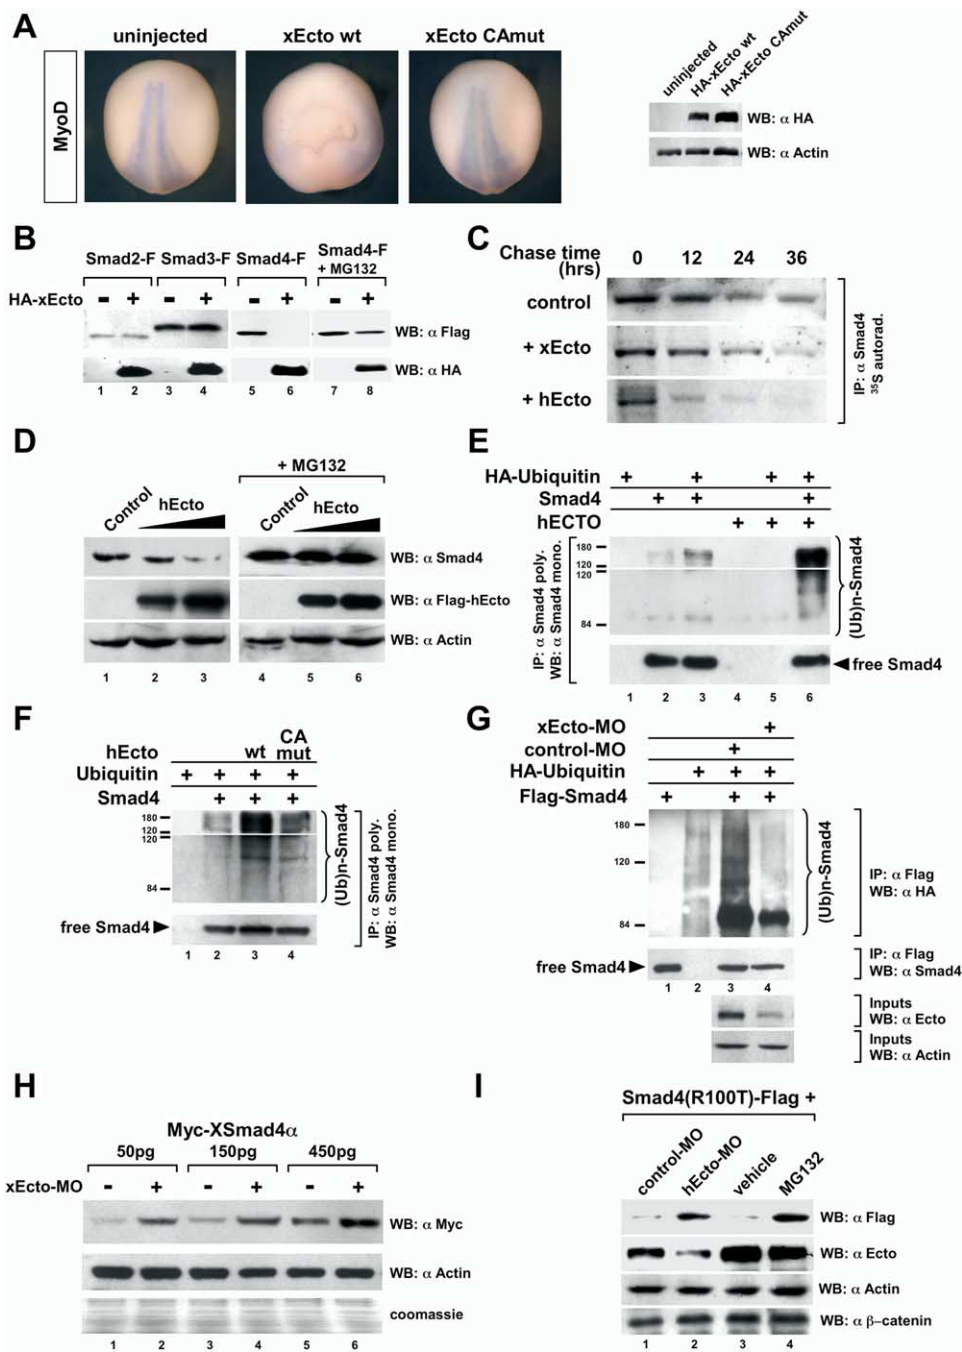 A
uninjected
xEcto wt
xEcto CAmut
MyoD
uninjected
HA-xEcto wt
HA-xEcto CAmut
WB: α HA
WB: α Actin
B
Smad2-F
Smad3-F
Smad4-F
Smad4-F
+ MG132
HA-xEcto
- + - + - + - +
WB: α Flag
WB: α HA
1 2 3 4 5 6 7 8
C
Chase time
(hrs)
0 12 24 36
control
+ xEcto
+ hEcto
IP: α Smad4
35S autorad.
D
+ MG132
Control
hEcto
Control
hEcto
WB: α Smad4
WB: α Flag-hEcto
WB: α Actin
1 2 3 4 5 6
E
HA-Ubiquitin + + + +
Smad4 + + +
hECTO + + +
180
120
120
84
IP: α Smad4 poly.
WB: α Smad4 mono.
(Ub)n-Smad4
free Smad4
1 2 3 4 5 6
F
hEcto wt CA
mut
Ubiquitin + + + +
Smad4 + + +
180
120
120
84
(Ub)n-Smad4
IP: α Smad4 poly.
WB: α Smad4 mono.
free Smad4
1 2 3 4
G
xEcto-MO +
control-MO +
HA-Ubiquitin + + +
Flag-Smad4 + + +
180
120
84
(Ub)n-Smad4
IP: α Flag
WB: α HA
free Smad4
IP: α Flag
WB: α Smad4
1 2 3 4
Inputs
WB: α Ecto
Inputs
WB: α Actin
H
Myc-XSmad4α
50pg 150pg 450pg
xEcto-MO - + - + - +
WB: α Myc
WB: α Actin
coomassie
1 2 3 4 5 6
I
Smad4(R100T)-Flag +
control-MO
hEcto-MO
vehicle
MG132
WB: α Flag
WB: α Ecto
WB: α Actin
WB: α β-catenin
1 2 3 4